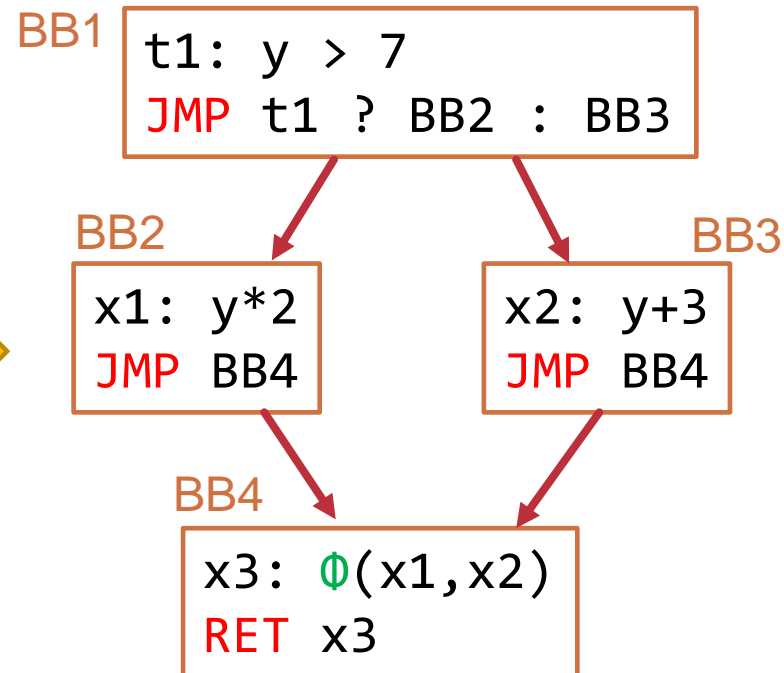 BB1
t1: y > 7
JMP t1 ? BB2 : BB3
BB2
x1: y*2
JMP BB4
BB3
x2: y+3
JMP BB4
BB4
x3: Φ(x1,x2)
RET x3